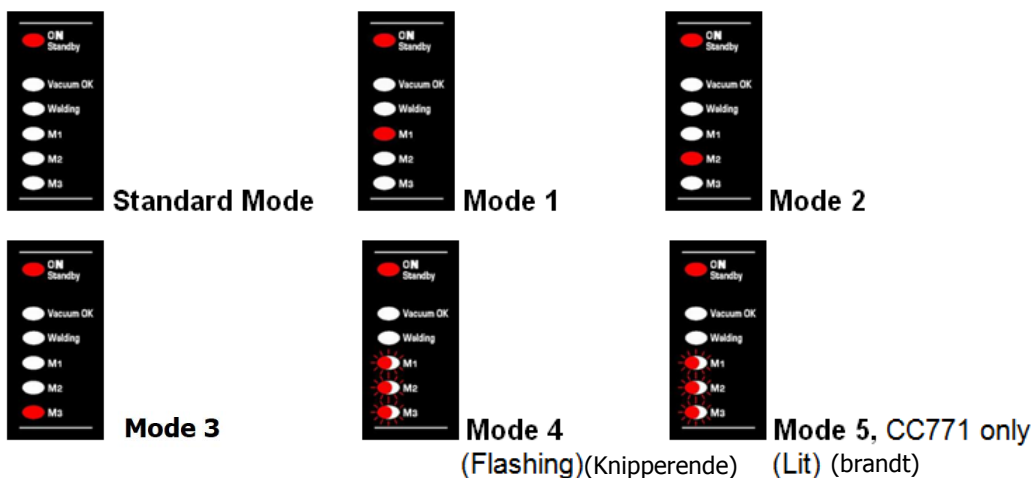 ON
Standby
Vacuum OK
Welding
M1
M2
M3
Standard Mode
ON
Standby
Vacuum OK
Welding
M1
M2
M3
Mode 1
ON
Standby
Vacuum OK
Welding
M1
M2
M3
Mode 2
ON
Standby
Vacuum OK
Welding
M1
M2
M3
Mode 3
ON
Standby
Vacuum OK
Welding
M1
M2
M3
Mode 4
(Flashing)(Knipperende)
ON
Standby
Vacuum OK
Welding
M1
M2
M3
Mode 5, CC771 only
(Lit) (brandt)